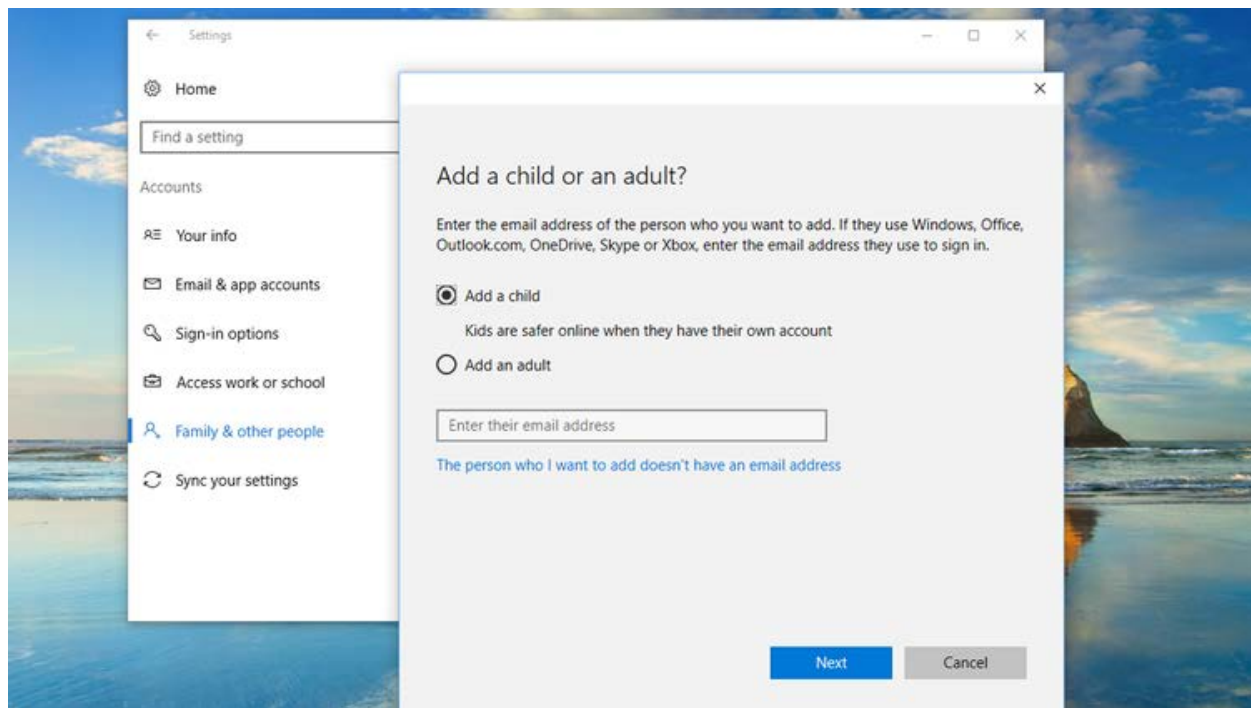 Settings
Home
Find a setting
Accounts
Your info
Email & app accounts
Sign-in options
Access work or school
Family & other people
Sync your settings
Add a child or an adult?
Enter the email address of the person who you want to add. If they use Windows, Office,
Outlook.com, OneDrive, Skype or Xbox, enter the email address they use to sign in.
Add a child
Kids are safer online when they have their own account
Add an adult
Enter their email address
The person who I want to add doesn't have an email address
Next
Cancel